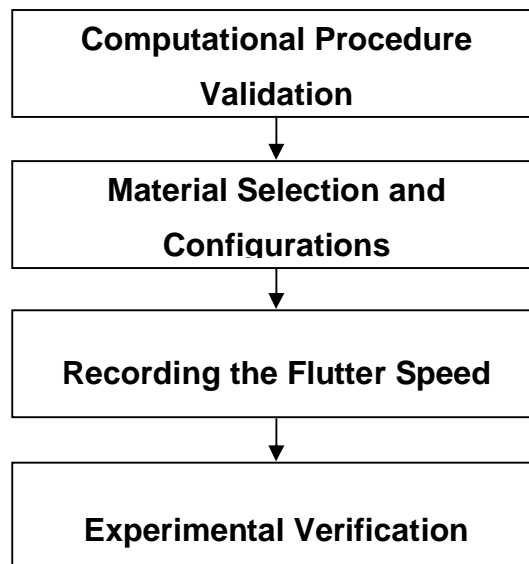 Computational Procedure
Validation
Material Selection and
Configurations
Recording the Flutter Speed
Experimental Verification